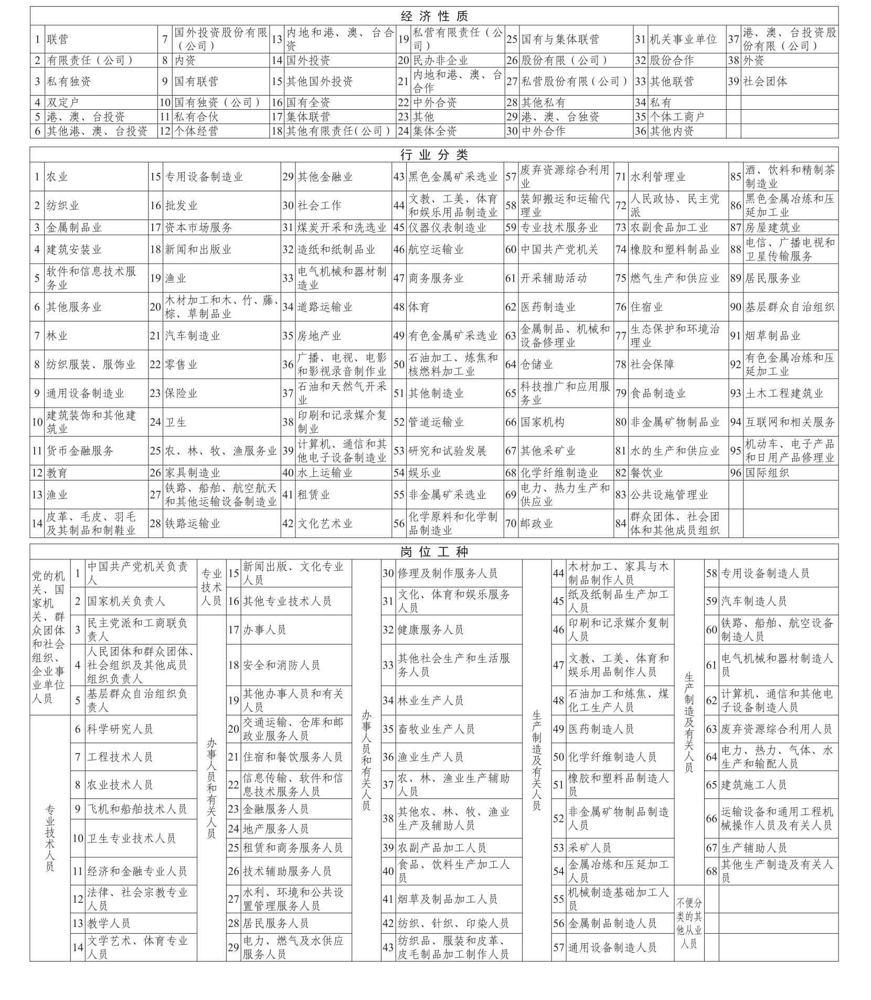 经济性质
1 联营 7 国外投资股份有限（公司） 13 内地和港、澳、台合资 19 私营有限责任（公司） 25 国有与集体联营 31 机关事业单位 37 港、澳、台投资股份有限（公司）
2 有限责任（公司） 8 内资 14 国外投资 20 民办非企业 26 股份有限（公司） 32 股份合作 38 外资
3 私有独资 9 国有联营 15 其他国外投资 21 内地和港、澳、台合作 27 私营股份有限（公司） 33 其他联营 39 社会团体
4 双定户 10 国有独资（公司） 16 国有全资 22 中外合资 28 其他私有 34 私有
5 港、澳、台投资 11 私有合伙 17 集体联营 23 其他 29 港、澳、台独资 35 个体工商户
6 其他港、澳、台投资 12 个体经营 18 其他有限责任（公司） 24 集体全资 30 中外合作 36 其他内资
行业分类
1 农业 15 专用设备制造业 29 其他金融业 43 黑色金属矿采选业 57 废弃资源综合利用业 71 水利管理业 85 酒、饮料和精制茶制造业
2 纺织业 16 批发业 30 社会工作 44 文教、工美、体育和娱乐用品制造业 58 装卸搬运和运输代理业 72 人民政协、民主党派 86 黑色金属冶炼和压延加工业
3 金属制品业 17 资本市场服务 31 煤炭开采和洗选业 45 仪器仪表制造业 59 专业技术服务业 73 农副食品加工业 87 房屋建筑业
4 建筑安装业 18 新闻和出版业 32 造纸和纸制品业 46 航空运输业 60 中国共产党机关 74 橡胶和塑料制品业 88 电信、广播电视和卫星传输服务
5 软件和信息技术服务业 19 渔业 33 电气机械和器材制造业 47 商务服务业 61 开采辅助活动 75 燃气生产和供应业 89 居民服务业
6 其他服务业 20 木材加工和木、竹、藤、棕、草制品业 34 道路运输业 48 体育 62 医药制造业 76 住宿业 90 基层群众自治组织
7 林业 21 汽车制造业 35 房地产业 49 有色金属矿采选业 63 金属制品、机械和设备修理业 77 生态保护和环境治理业 91 烟草制品业
8 纺织服装、服饰业 22 零售业 36 广播、电视、电影和影视录音制作业 50 石油加工、炼焦和核燃料加工业 64 仓储业 78 社会保障 92 有色金属冶炼和压延加工业
9 通用设备制造业 23 保险业 37 石油和天然气开采业 51 其他制造业 65 科技推广和应用服务业 79 食品制造业 93 土木工程建筑业
10 建筑装饰和其他建筑业 24 卫生 38 印刷和记录媒介复制业 52 管道运输业 66 国家机构 80 非金属矿物制品业 94 互联网和相关服务
11 货币金融服务 25 农、林、牧、渔服务业 39 计算机、通信和其他电子设备制造业 53 研究和试验发展 67 其他采矿业 81 水的生产和供应业 95 机动车、电子产品和日用产品修理业
12 教育 26 家具制造业 40 水上运输业 54 娱乐业 68 化学纤维制造业 82 餐饮业 96 国际组织
13 渔业 27 铁路、船舶、航空航天和其他运输设备制造业 41 租赁业 55 非金属矿采选业 69 电力、热力生产和供应业 83 公共设施管理业
14 皮革、毛皮、羽毛及其制品和制鞋业 28 铁路运输业 42 文化艺术业 56 化学原料和化学制品制造业 70 邮政业 84 群众团体、社会团体和其他成员组织
岗位工种
党的机关、国家机关、群众团体和社会组织、企业事业单位人员
1 中国共产党机关负责人
2 国家机关负责人
3 民主党派和工商联负责人
4 人民团体和群众团体、社会组织及其他成员组织负责人
5 基层群众自治组织负责人
专业技术人员
6 科学研究人员
7 工程技术人员
8 农业技术人员
9 飞机和船舶技术人员
10 卫生专业技术人员
11 经济和金融专业人员
12 法律、社会宗教专业人员
13 教学人员
14 文学艺术、体育专业人员
专业技术人员
15 新闻出版、文化专业人员
16 其他专业技术人员
办事人员和有关人员
17 办事人员
18 安全和消防人员
19 其他办事人员和有关人员
20 交通运输、仓库和邮政业服务人员
21 住宿和餐饮服务人员
22 信息传输、软件和信息技术服务人员
23 金融服务人员
24 地产服务人员
25 租赁和商务服务人员
26 技术辅助服务人员
27 水利、环境和公共设置管理服务人员
28 居民服务人员
29 电力、燃气及水供应服务人员
办事人员和有关人员
30 修理及制作服务人员
31 文化、体育和娱乐服务人员
32 健康服务人员
33 其他社会生产和生活服务人员
34 林业生产人员
35 畜牧业生产人员
36 渔业生产人员
37 农、林、渔业生产辅助人员
38 其他农、林、牧、渔业生产及辅助人员
39 农副产品加工人员
40 食品、饮料生产加工人员
41 烟草及制品加工人员
42 纺织、针织、印染人员
43 纺织品、服装和皮革、皮毛制品加工制作人员
生产制造及有关人员
44 木材加工、家具与木制品制作人员
45 纸及纸制品生产加工人员
46 印刷和记录媒介复制人员
47 文教、工美、体育和娱乐用品制作人员
48 石油加工和炼焦、煤化工生产人员
49 医药制造人员
50 化学纤维制造人员
51 橡胶和塑料品制造人员
52 非金属矿物制品制造人员
53 采矿人员
54 金属冶炼和压延加工人员
55 机械制造基础加工人员
56 金属制品制造人员
57 通用设备制造人员
生产制造及有关人员
58 专用设备制造人员
59 汽车制造人员
60 铁路、船舶、航空设备制造人员
61 电气机械和器材制造人员
62 计算机、通信和其他电子设备制造人员
63 废弃资源综合利用人员
64 电力、热力、气体、水生产和输配人员
65 建筑施工人员
66 运输设备和通用工程机械操作人员及有关人员
67 生产辅助人员
68 其他生产制造及有关人员
不便分类的其他从业人员